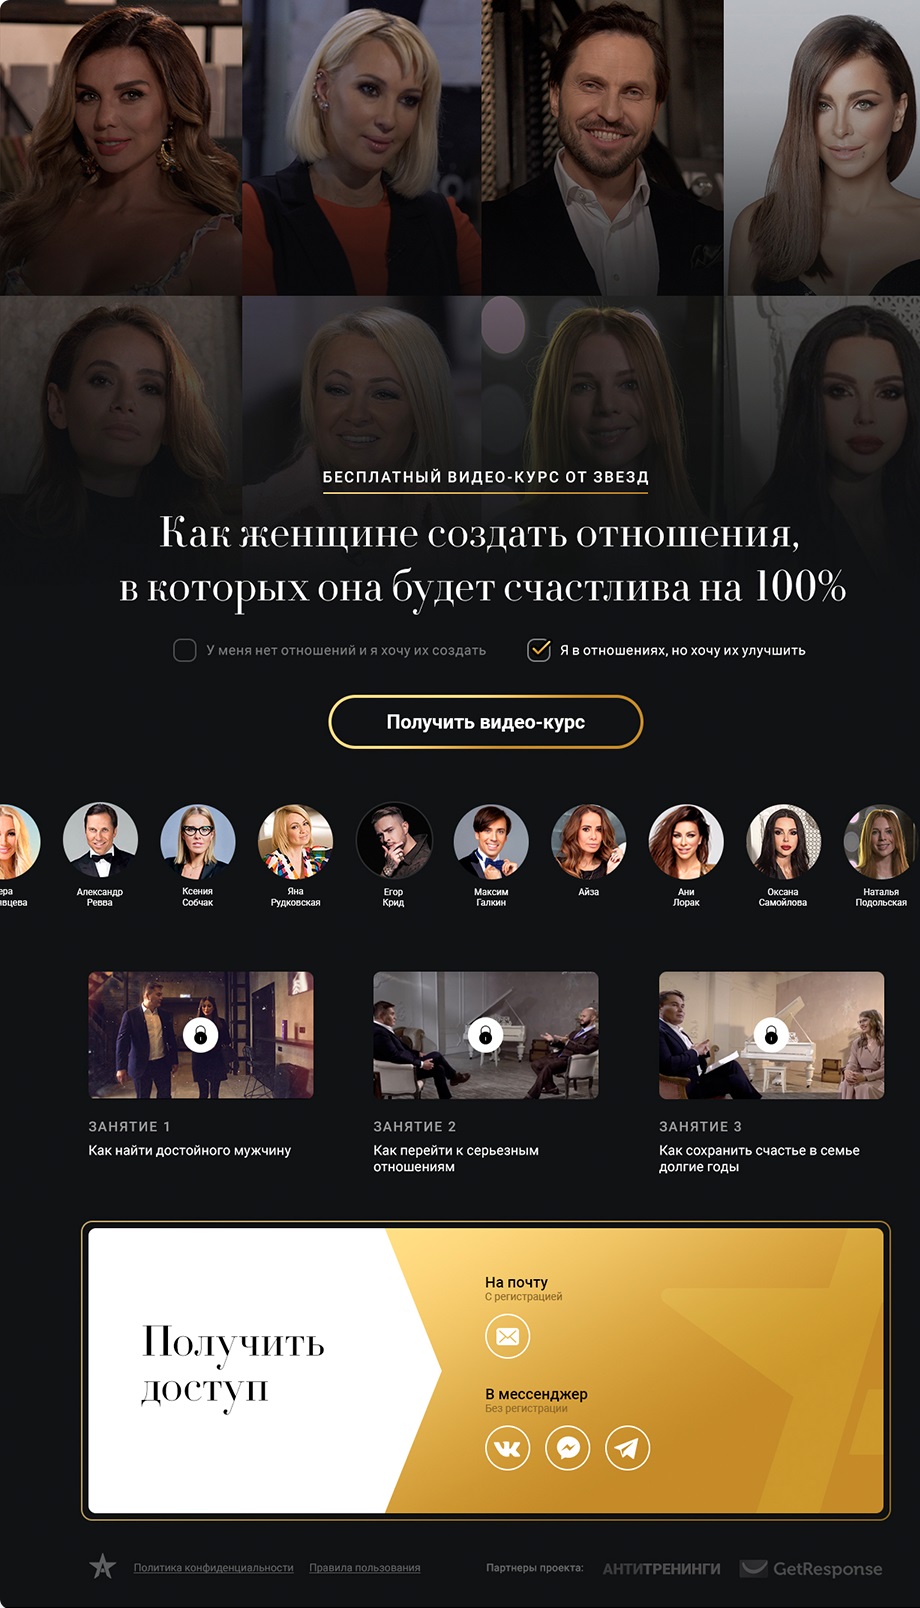 БЕСПЛАТНЫЙ ВИДЕО-КУРС ОТ ЗВЕЗД
Как женщине создать отношения,
в которых она будет счастлива на 100%
У меня нет отношений и я хочу их создать
Я в отношениях, но хочу их улучшить
Получить видео-курс
Александр
Ревва
Ксения
Собчак
Яна
Рудковская
Егор
Крид
Максим
Галкин
Айза
Ани
Лорак
Оксана
Самойлова
Наталья
Подольская
ЗАНЯТИЕ 1
Как найти достойного мужчину
ЗАНЯТИЕ 2
Как перейти к серьезным
отношениям
ЗАНЯТИЕ 3
Как сохранить счастье в семье
долгие годы
Получить
доступ
На почту
С регистрацией
В мессенджер
Без регистрации
Политика конфиденциальности
Правила пользования
Партнеры проекта:
АНТИТРЕНИНГИ
GetResponse